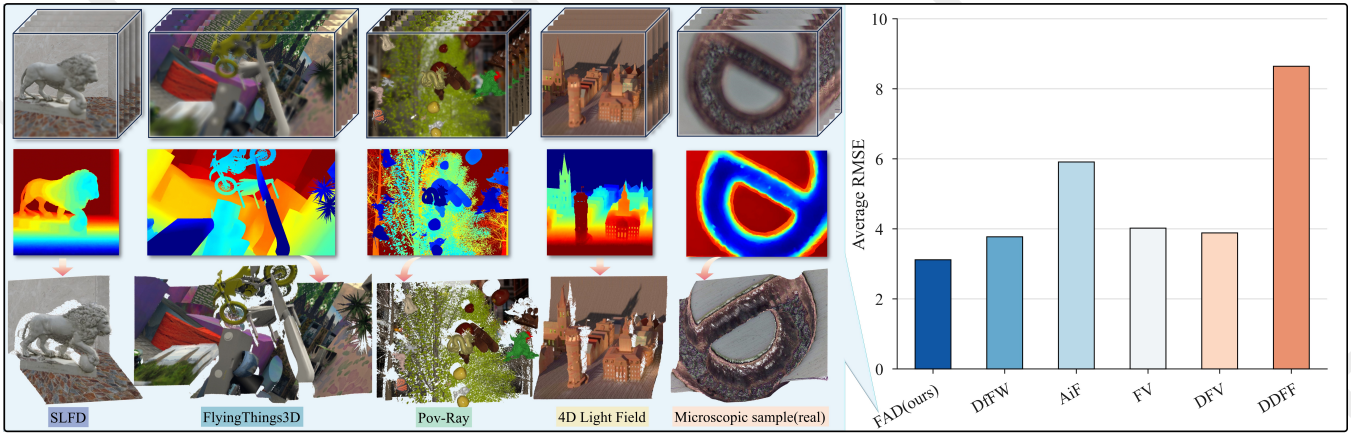 SLFD
FlyingThings3D
Pov-Ray
4D Light Field
Microscopic sample(real)
Average RMSE
10
8
6
4
2
0
FAD(ours)
DfFW
AiF
FV
DFV
DDFF